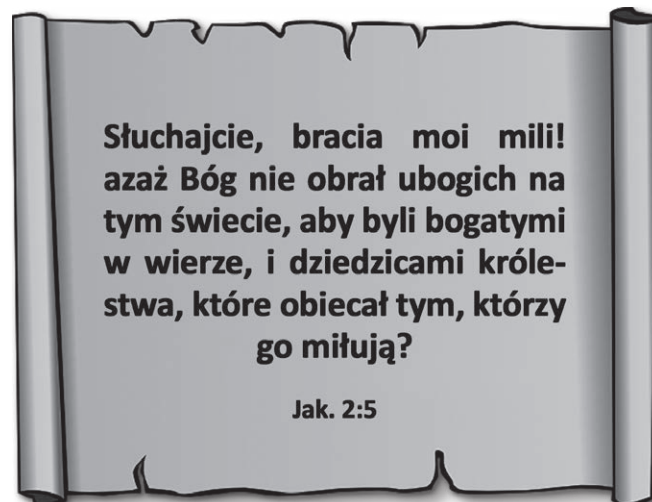 Słuchajcie, bracia moi mili!
azaż Bóg nie obrał ubogich na
tym świecie, aby byli bogatymi
w wierze, i dziedzicami króle-
stwa, które obiecał tym, którzy
go miłują?
Jak. 2:5